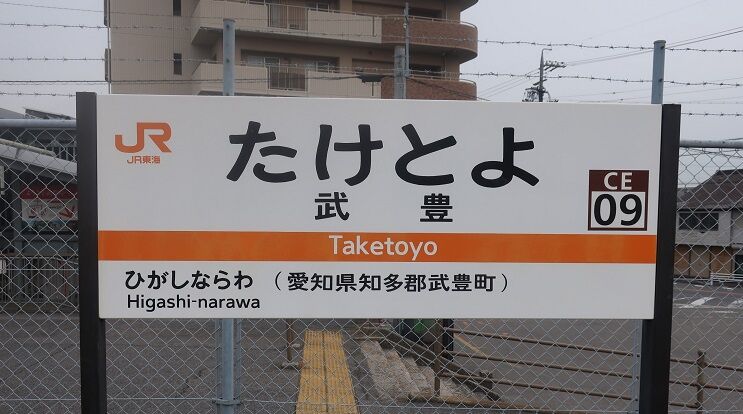 JR
JR東海
たけとよ
武豊
CE
09
Taketoyo
ひがしならわ
(愛知県知多郡武豊町)
Higashi-narawa